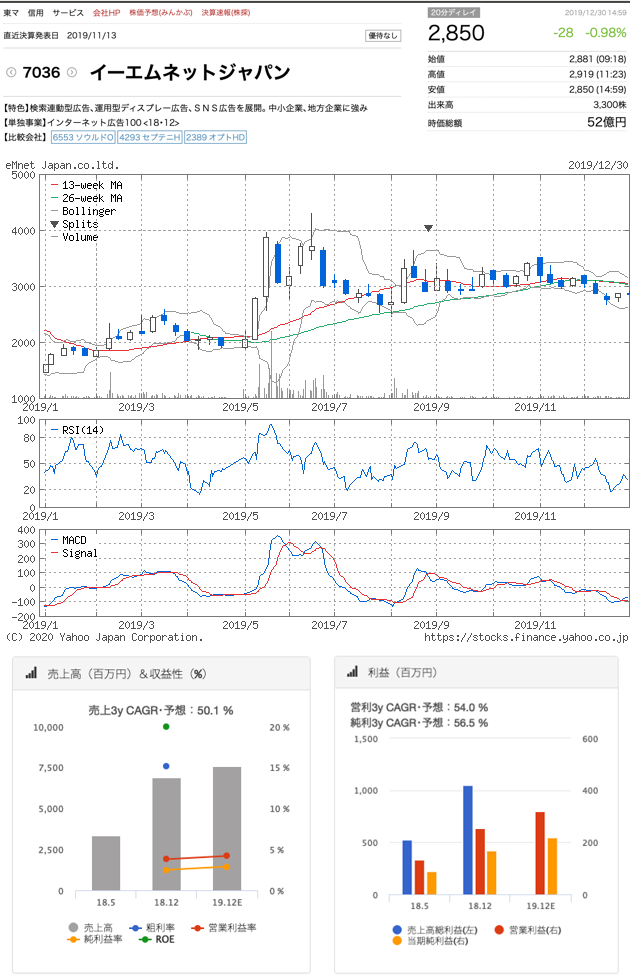 東マ 信用 サービス 会社HP 株価予想(みんかぶ) 決算速報(株探)
直近決算発表日 2019/11/13 優待なし
7036 イーエムネットジャパン
【特色】検索連動型広告、運用型ディスプレー広告、ＳＮＳ広告を展開。中小企業、地方企業に強み
【単独事業】インターネット広告100<18・12>
【比較会社】 6553 ソウルドO 4293 セプテニH 2389 オプトHD
20分ディレイ 2019/12/30 14:59
2,850 -28 -0.98%
始値 2,881 (09:18)
高値 2,919 (11:23)
安値 2,850 (14:59)
出来高 3,300株
時価総額 52億円
eMnet Japan.co.ltd. 2019/12/30
13-week MA
26-week MA
Bollinger
Splits
Volume
5000
4000
3000
2000
1000
2019/1 2019/3 2019/5 2019/7 2019/9 2019/11
RSI(14)
100
80
50
20
0
2019/1 2019/3 2019/5 2019/7 2019/9 2019/11
MACD
Signal
400
300
200
100
0
-100
-200
2019/1 2019/3 2019/5 2019/7 2019/9 2019/11
(C) 2020 Yahoo Japan Corporation. https://stocks.finance.yahoo.co.jp
売上高（百万円）＆収益性（%）
売上3y CAGR・予想：50.1 %
10,000 20 %
7,500 15 %
5,000 10 %
2,500 5 %
0 0 %
18.5 18.12 19.12E
売上高 粗利率 営業利益率
純利益率 ROE
利益（百万円）
営利3y CAGR・予想：54.0 %
純利3y CAGR・予想：56.5 %
1,500 600
1,000 400
500 200
0 0
18.5 18.12 19.12E
売上高総利益(左) 営業利益(右)
当期純利益(右)